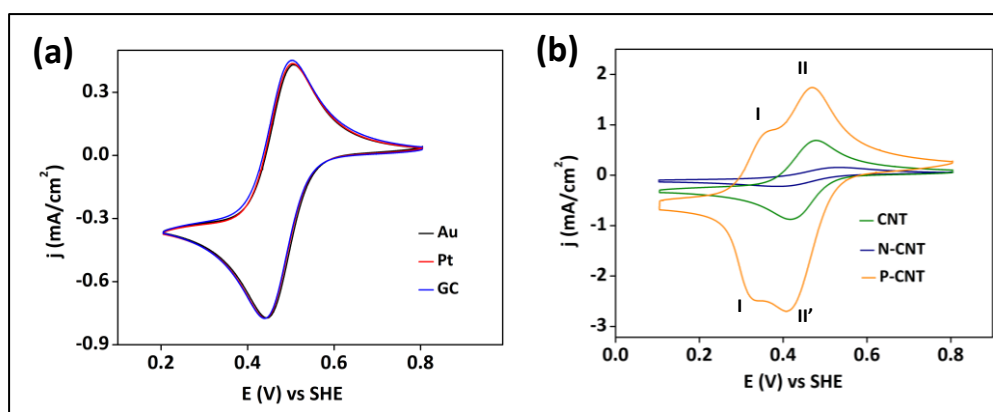 (a)
j (mA/cm²)
0.3
0.0
-0.3
-0.6
-0.9
Au
Pt
GC
0.2 0.4 0.6 0.8
E (V) vs SHE
(b)
j (mA/cm²)
2
1
0
-1
-2
-3
I
II
I
II’
CNT
N-CNT
P-CNT
0.0 0.2 0.4 0.6 0.8
E (V) vs SHE